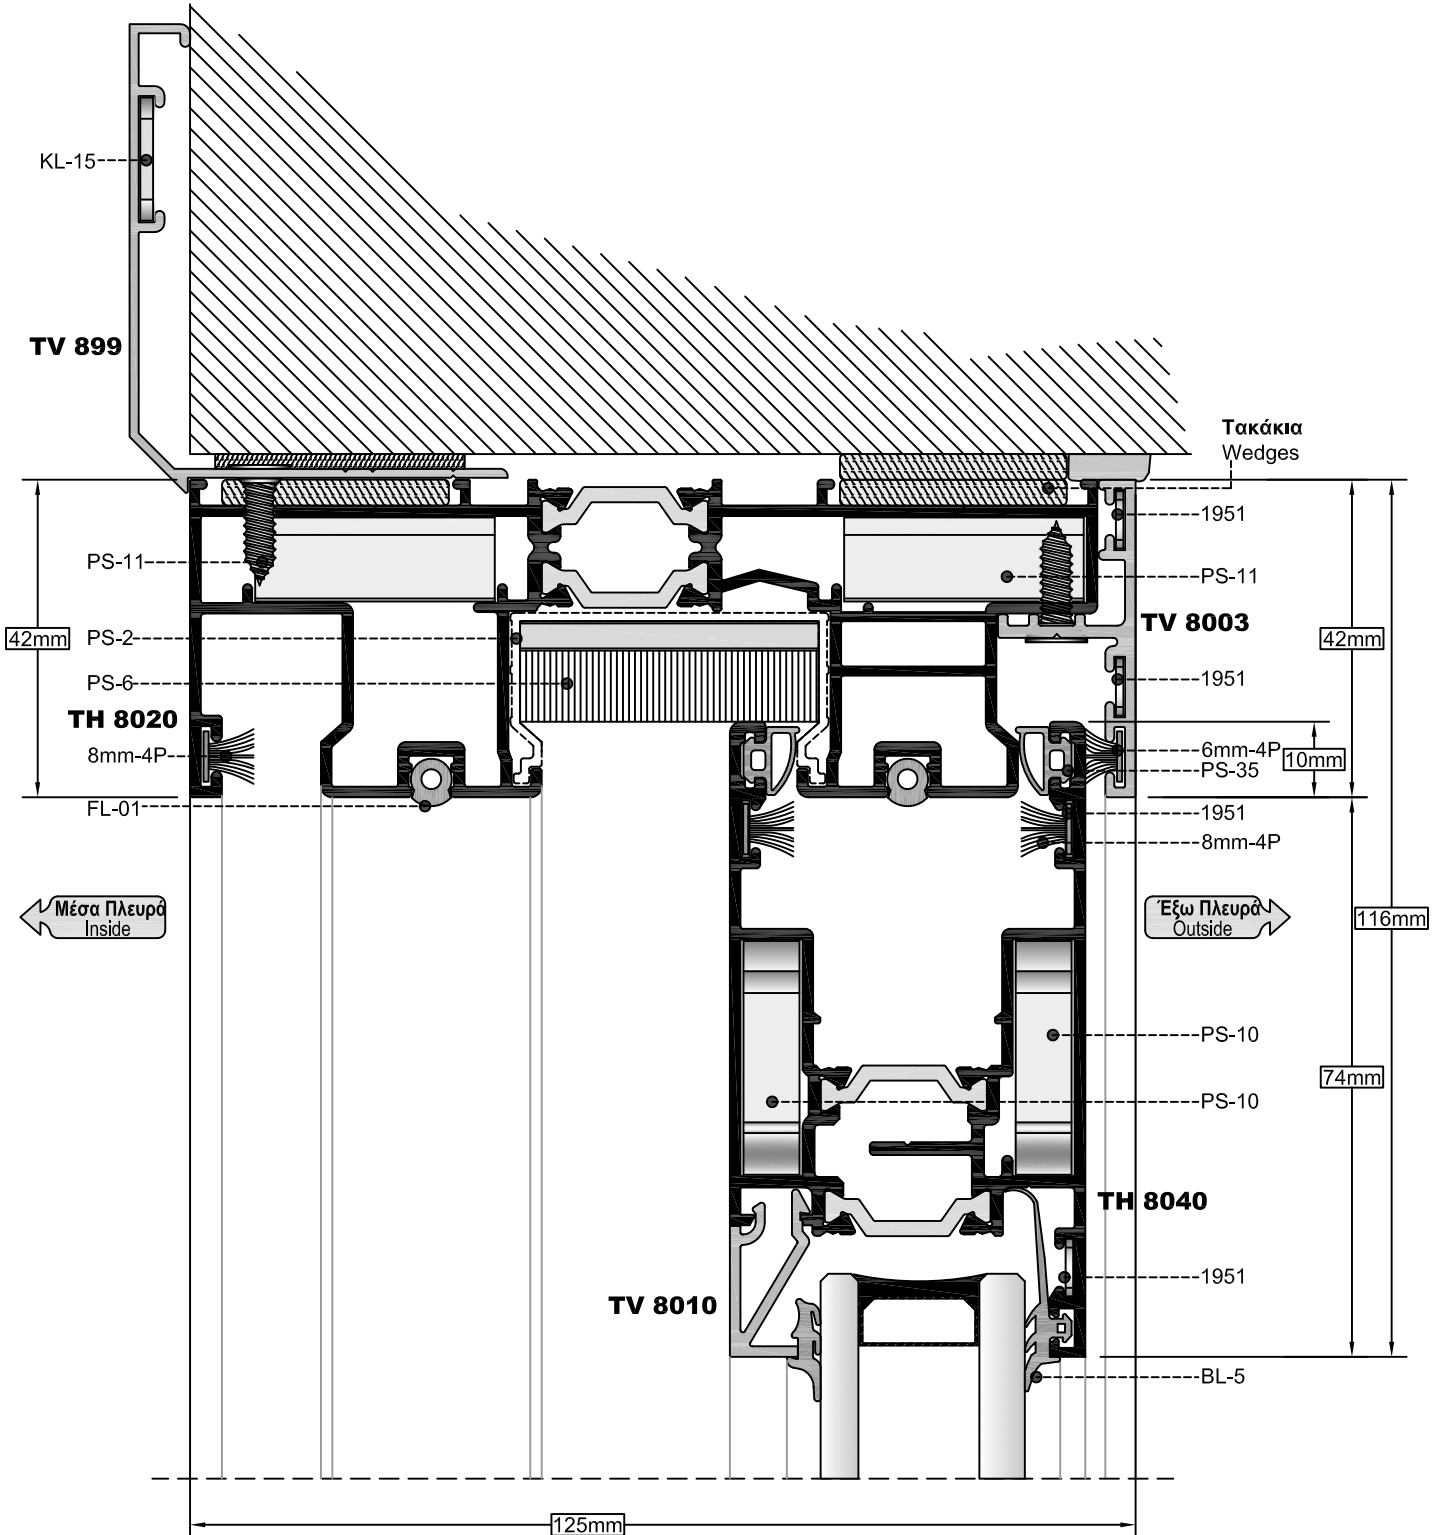 KL-15
TV 899
Τακάκια
Wedges
1951
PS-11
PS-11
TV 8003
42mm
PS-2
42mm
PS-6
1951
TH 8020
8mm-4P
6mm-4P
10mm
PS-35
FL-01
1951
8mm-4P
Μέσα Πλευρά
Inside
Έξω Πλευρά
Outside
116mm
PS-10
74mm
PS-10
TH 8040
1951
TV 8010
BL-5
125mm